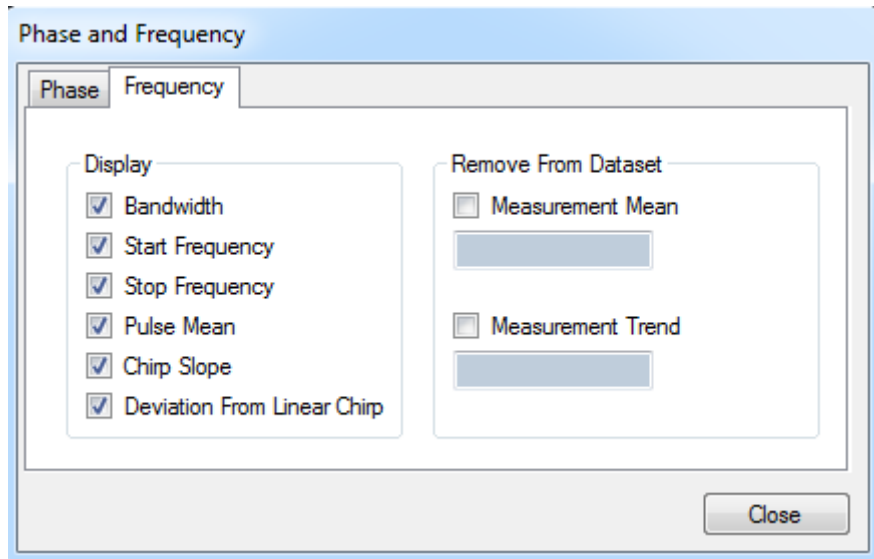 Phase and Frequency
Phase
Frequency
Display
Bandwidth
Start Frequency
Stop Frequency
Pulse Mean
Chirp Slope
Deviation From Linear Chirp
Remove From Dataset
Measurement Mean
Measurement Trend
Close